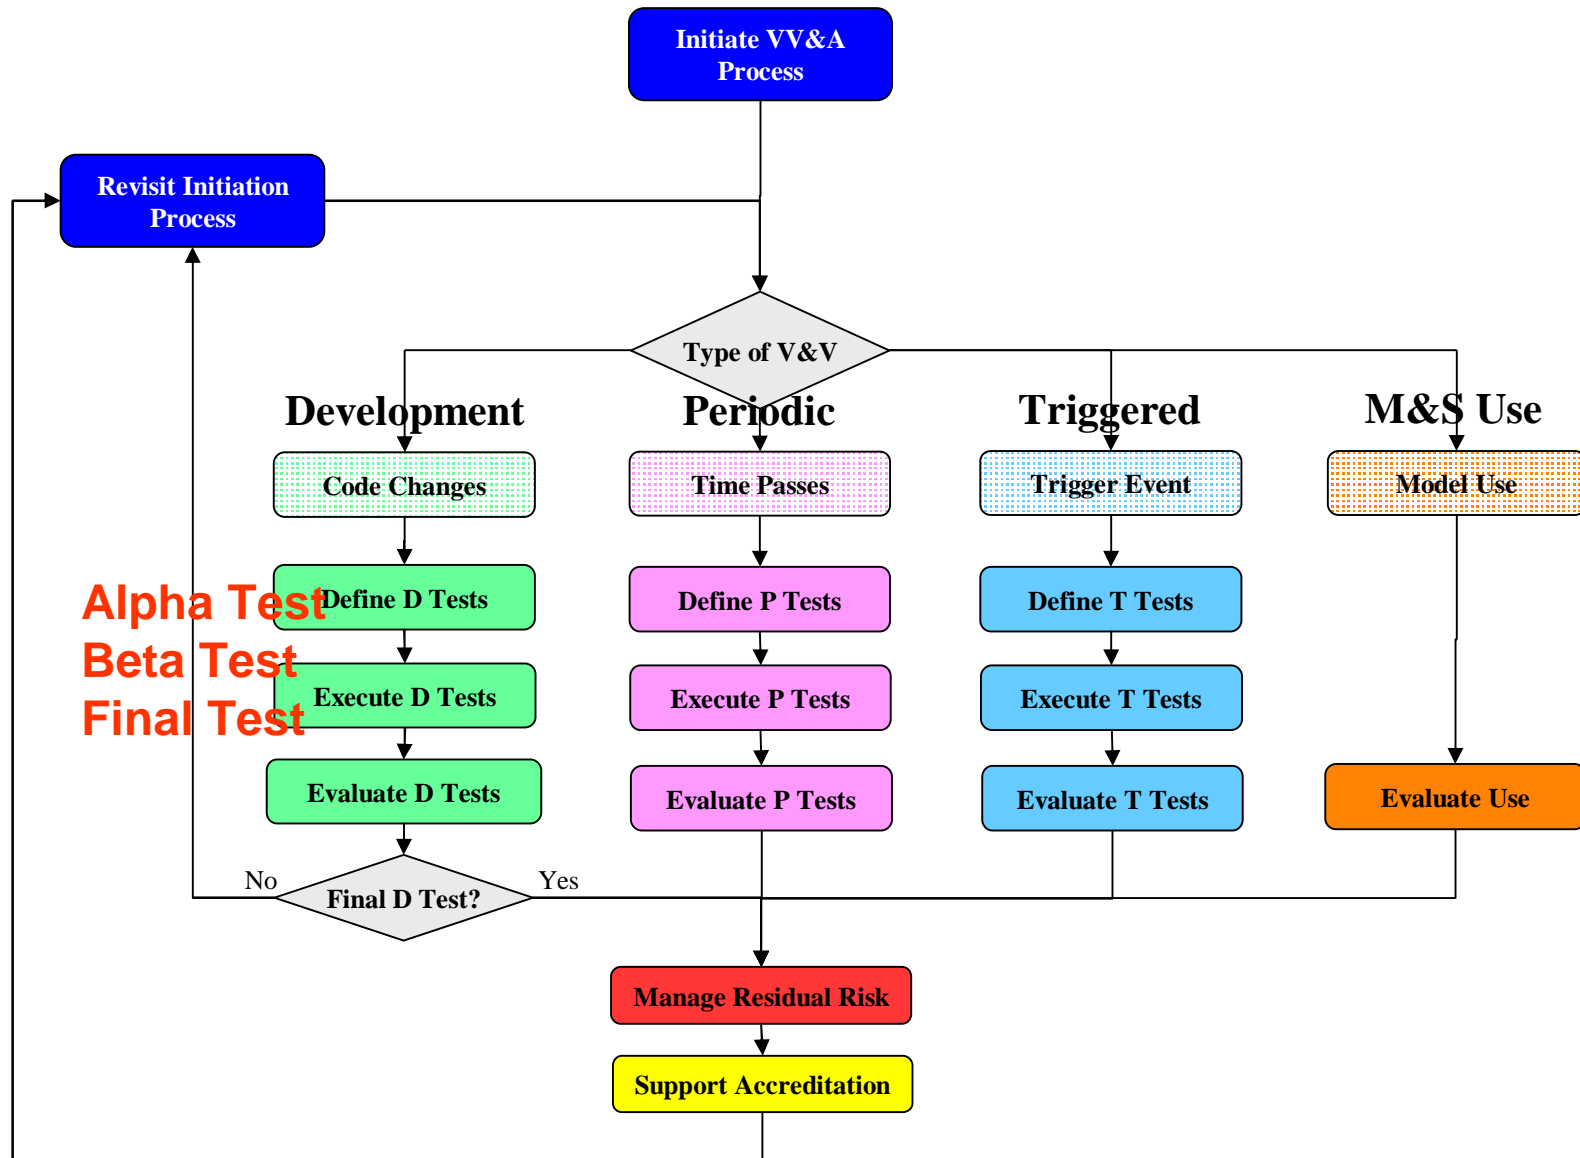 Initiate VV&A
Process
Revisit Initiation
Process
Type of V&V
Development
Periodic
Triggered
M&S Use
Code Changes
Time Passes
Trigger Event
Model Use
Alpha Test
Beta Test
Final Test
Define D Tests
Define P Tests
Define T Tests
Execute D Tests
Execute P Tests
Execute T Tests
Evaluate D Tests
Evaluate P Tests
Evaluate T Tests
Evaluate Use
No
Final D Test?
Yes
Manage Residual Risk
Support Accreditation